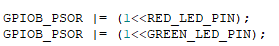 GPIOB_PSOR |= (1<<RED_LED_PIN);
GPIOB_PSOR |= (1<<GREEN_LED_PIN);